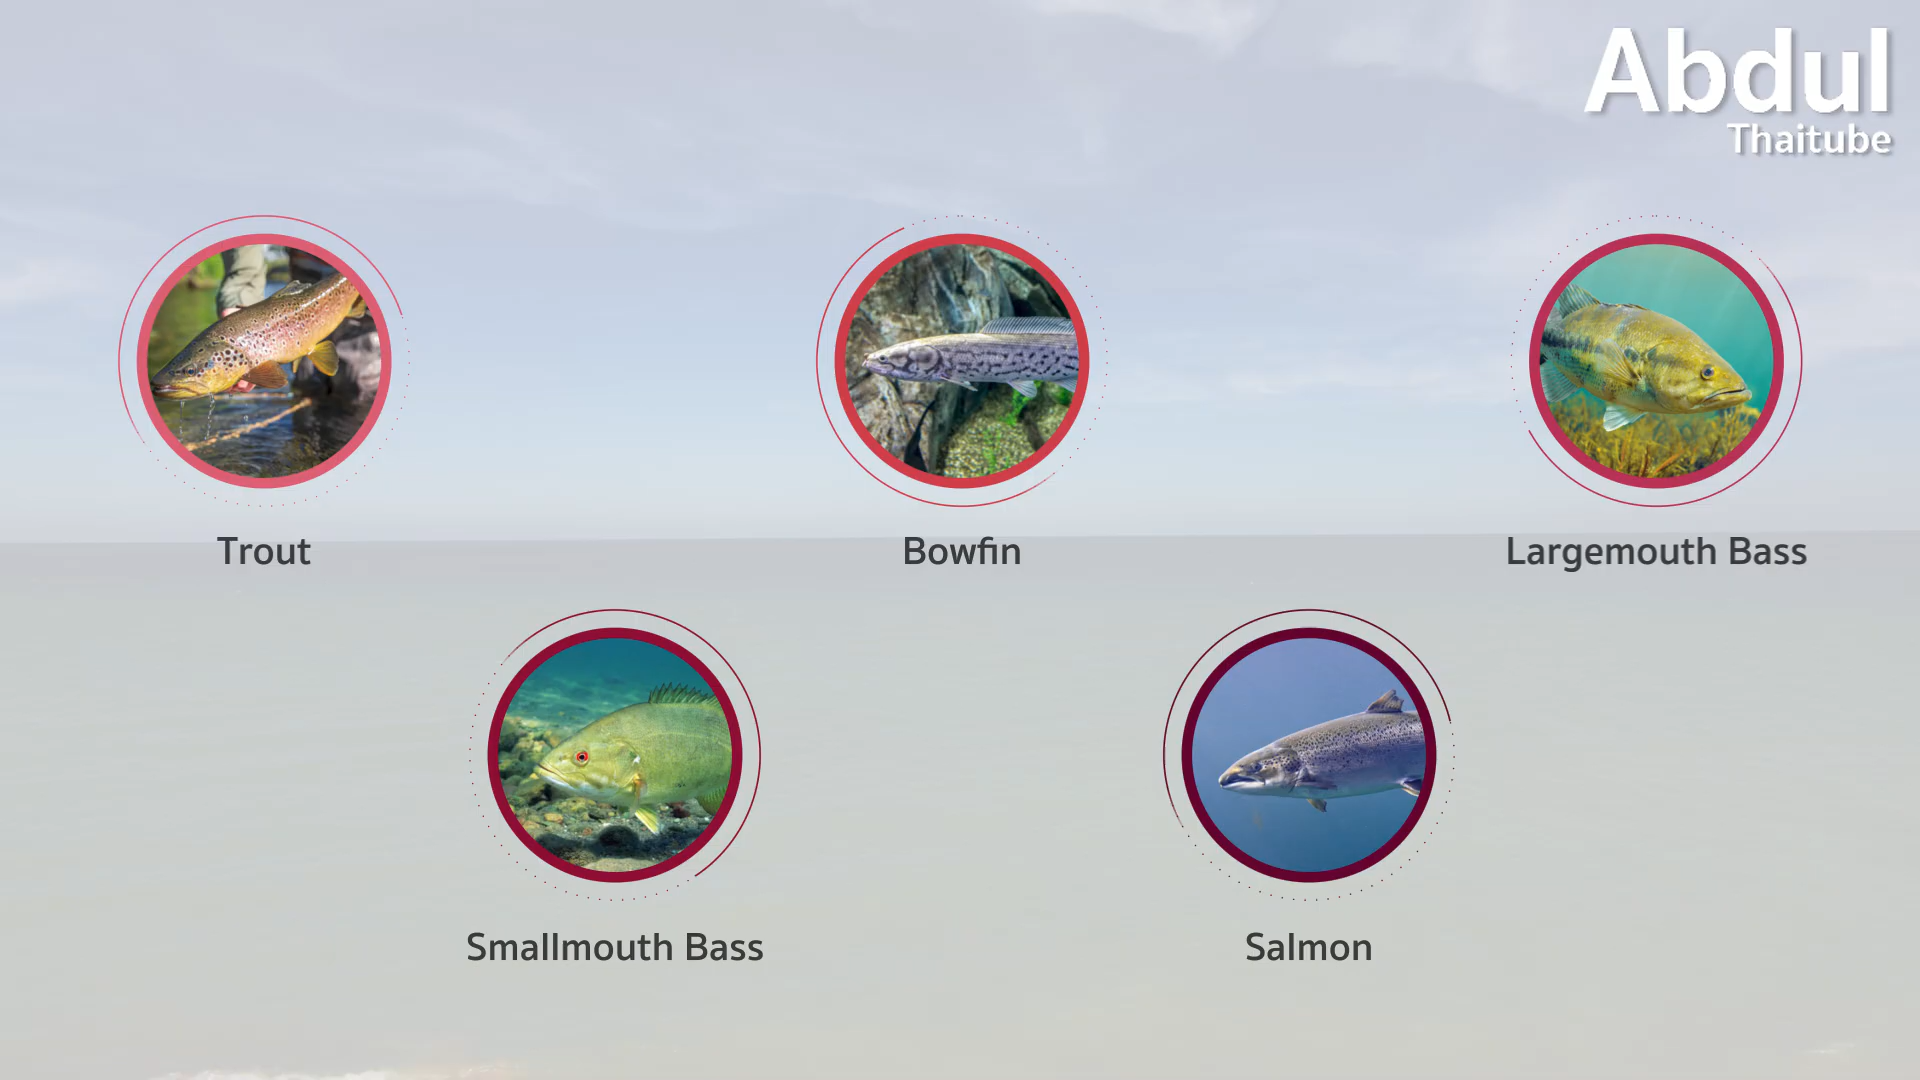 Abdul
Thaitube
Trout
Bowfin
Largemouth Bass
Smallmouth Bass
Salmon